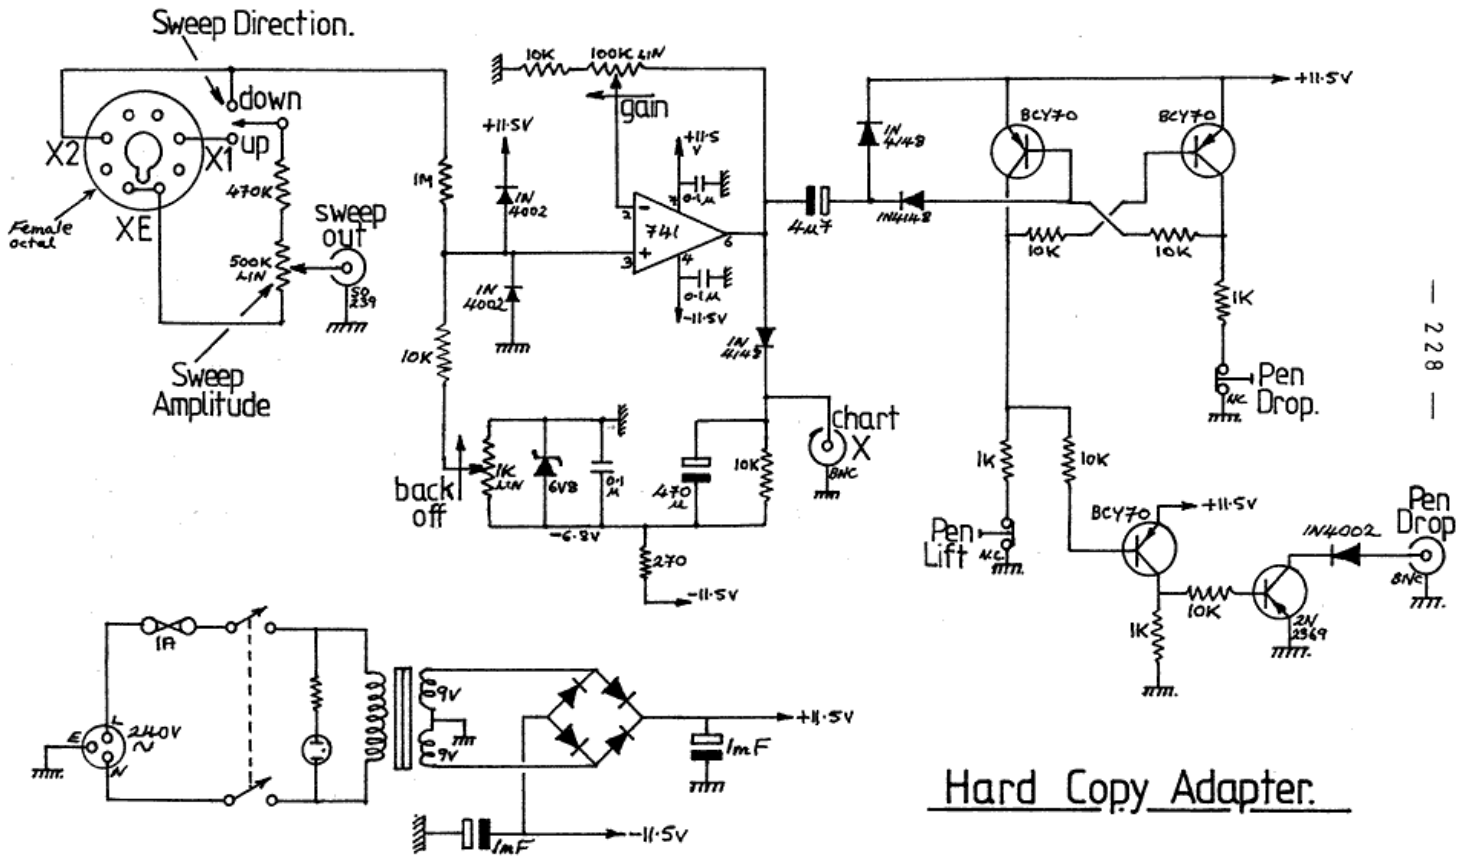 Sweep Direction.
down
up
X2
X1
XE
Female
octal
470K
500K
LIN
sweep
out
SO
239
Sweep
Amplitude
1M
10K
back
off
+11.5V
1N
4002
1N
4002
10K
100K LIN
gain
2
3
741
6
7
4
+11.5
V
0.1µ
0.1µ
-11.5V
1N
4148
1K
LIN
6V8
0.1
µ
-6.8V
470
µ
10K
270
-11.5V
chart
X
BNC
4µ7
1N
4148
1N4148
+11.5V
BCY70
BCY70
10K
10K
1K
Pen
Drop.
N.C.
1K
10K
Pen
Lift
N.C.
BCY70
+11.5V
1K
10K
2N
2369
1N4002
Pen
Drop
BNC
— 228 —
1A
L
E
N
240V
~
9V
9V
+11.5V
1mF
1mF
-11.5V
Hard Copy Adapter.